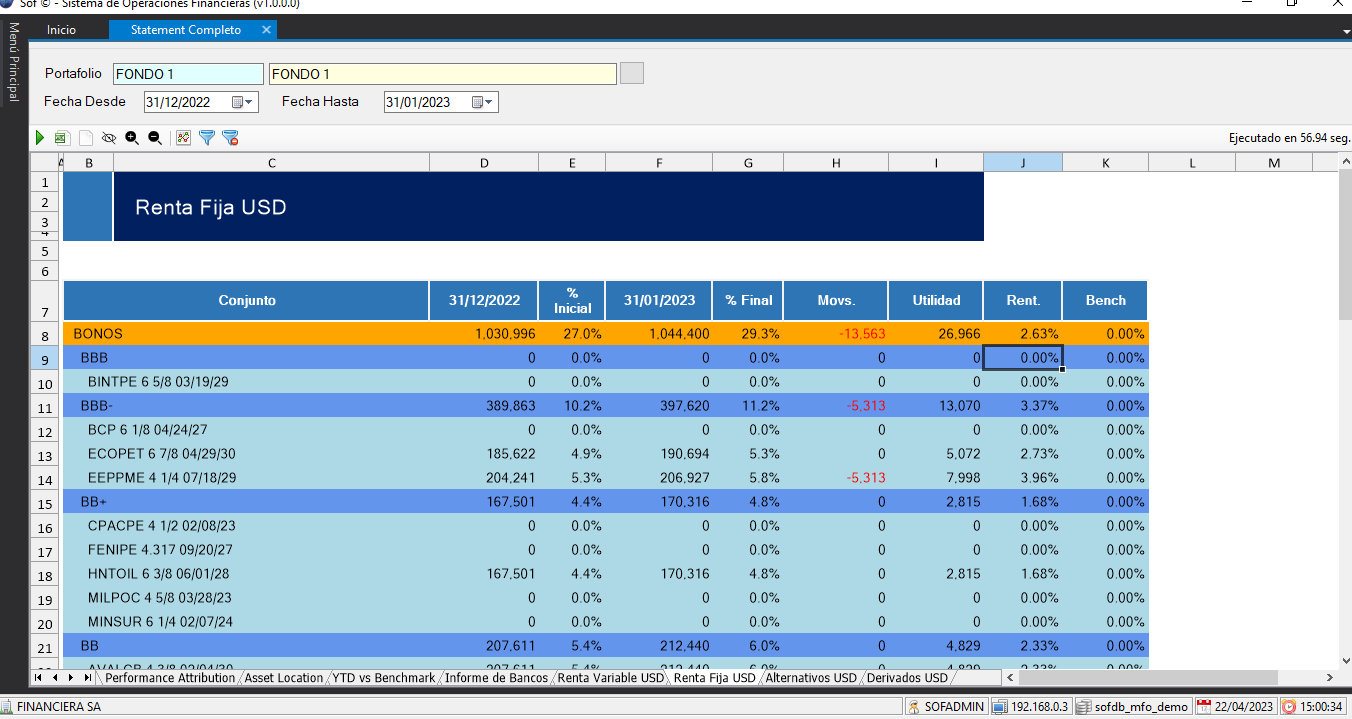 Sof © - Sistema de Operaciones Financieras (v1.0.0.0)
Menú Principal
Inicio Statement Completo
Portafolio FONDO 1 FONDO 1
Fecha Desde 31/12/2022 Fecha Hasta 31/01/2023
Ejecutado en 56.94 seg.
A B C D E F G H I J K L M
1
2 Renta Fija USD
3
4
5
6
7 Conjunto 31/12/2022 % Inicial 31/01/2023 % Final Movs. Utilidad Rent. Bench
8 BONOS 1,030,996 27.0% 1,044,400 29.3% -13,563 26,966 2.63% 0.00%
9 BBB 0 0.0% 0 0.0% 0 0 0.00% 0.00%
10 BINTPE 6 5/8 03/19/29 0 0.0% 0 0.0% 0 0 0.00% 0.00%
11 BBB- 389,863 10.2% 397,620 11.2% -5,313 13,070 3.37% 0.00%
12 BCP 6 1/8 04/24/27 0 0.0% 0 0.0% 0 0 0.00% 0.00%
13 ECOPET 6 7/8 04/29/30 185,622 4.9% 190,694 5.3% 0 5,072 2.73% 0.00%
14 EEPPME 4 1/4 07/18/29 204,241 5.3% 206,927 5.8% -5,313 7,998 3.96% 0.00%
15 BB+ 167,501 4.4% 170,316 4.8% 0 2,815 1.68% 0.00%
16 CPACPE 4 1/2 02/08/23 0 0.0% 0 0.0% 0 0 0.00% 0.00%
17 FENIPE 4.317 09/20/27 0 0.0% 0 0.0% 0 0 0.00% 0.00%
18 HNTOIL 6 3/8 06/01/28 167,501 4.4% 170,316 4.8% 0 2,815 1.68% 0.00%
19 MILPOC 4 5/8 03/28/23 0 0.0% 0 0.0% 0 0 0.00% 0.00%
20 MINSUR 6 1/4 02/07/24 0 0.0% 0 0.0% 0 0 0.00% 0.00%
21 BB 207,611 5.4% 212,440 6.0% 0 4,829 2.33% 0.00%
207,611 5.4% 212,440 6.0% 0 4,829 2.33% 0.00%
Performance Attribution Asset Location YTD vs Benchmark Informe de Bancos Renta Variable USD Renta Fija USD Alternativos USD Derivados USD
FINANCIERA SA SOFADMIN 192.168.0.3 sofdb_mfo_demo 22/04/2023 15:00:34